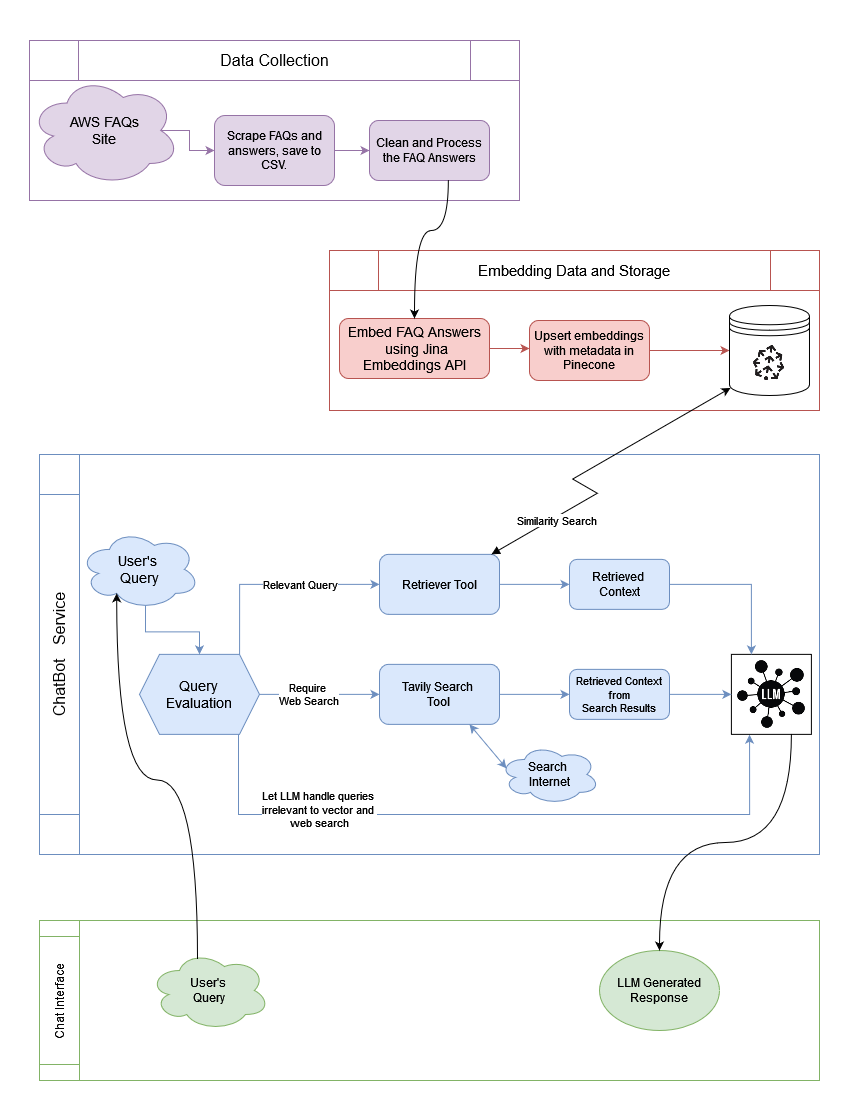 Data Collection
AWS FAQs
Site
Scrape FAQs and
answers, save to
CSV.
Clean and Process
the FAQ Answers
Embedding Data and Storage
Embed FAQ Answers
using Jina
Embeddings API
Upsert embeddings
with metadata in
Pinecone
ChatBot Service
Similarity Search
User's
Query
Relevant Query
Retriever Tool
Retrieved
Context
Query
Evaluation
Require
Web Search
Tavily Search
Tool
Retrieved Context
from
Search Results
LLM
Search
Internet
Let LLM handle queries
irrelevant to vector and
web search
Chat Interface
User's
Query
LLM Generated
Response